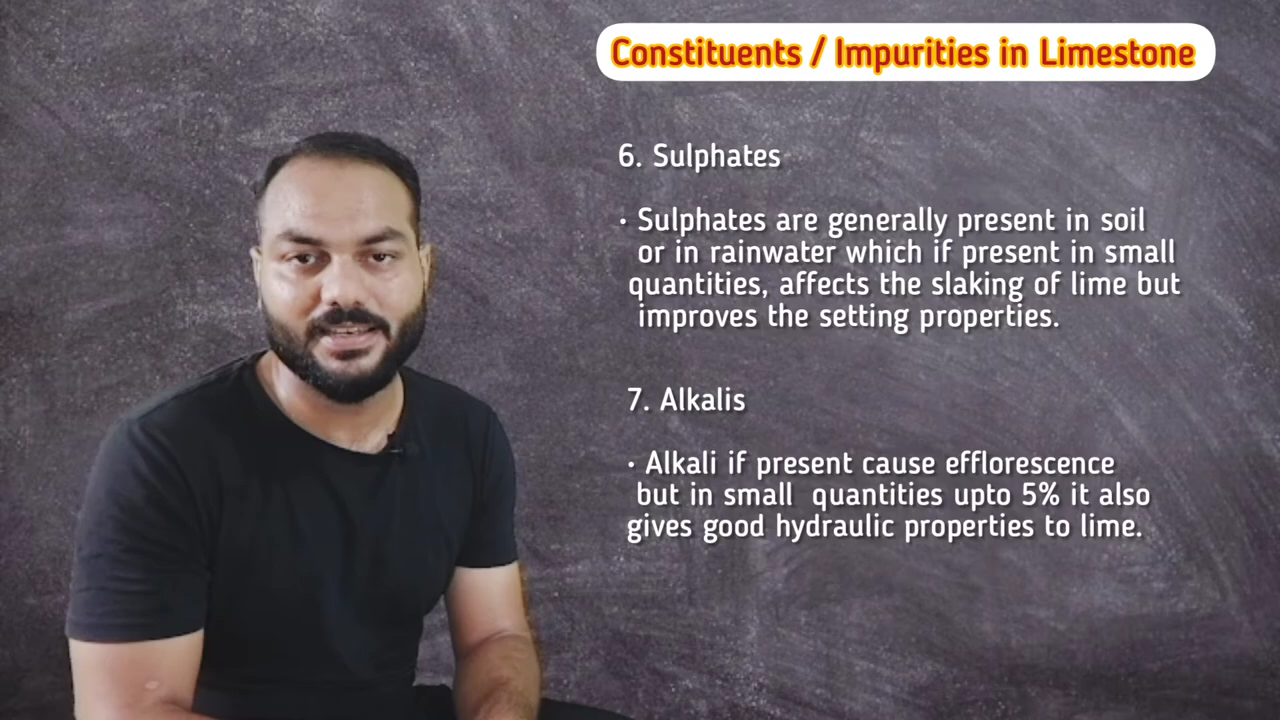 Constituents / Impurities in Limestone
6. Sulphates
• Sulphates are generally present in soil
or in rainwater which if present in small
quantities, affects the slaking of lime but
improves the setting properties.
7. Alkalis
• Alkali if present cause efflorescence
but in small quantities upto 5% it also
gives good hydraulic properties to lime.